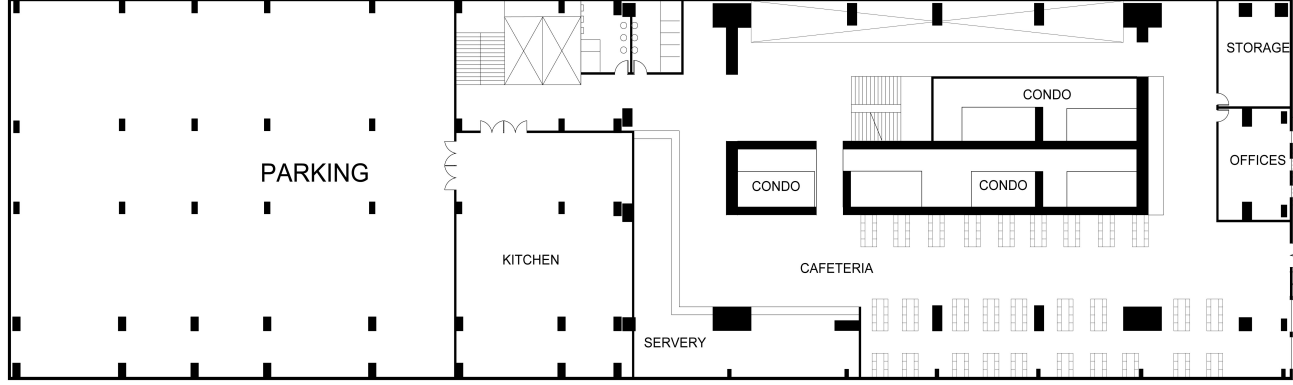 STORAGE
CONDO
OFFICES
PARKING
CONDO
CONDO
KITCHEN
CAFETERIA
SERVERY